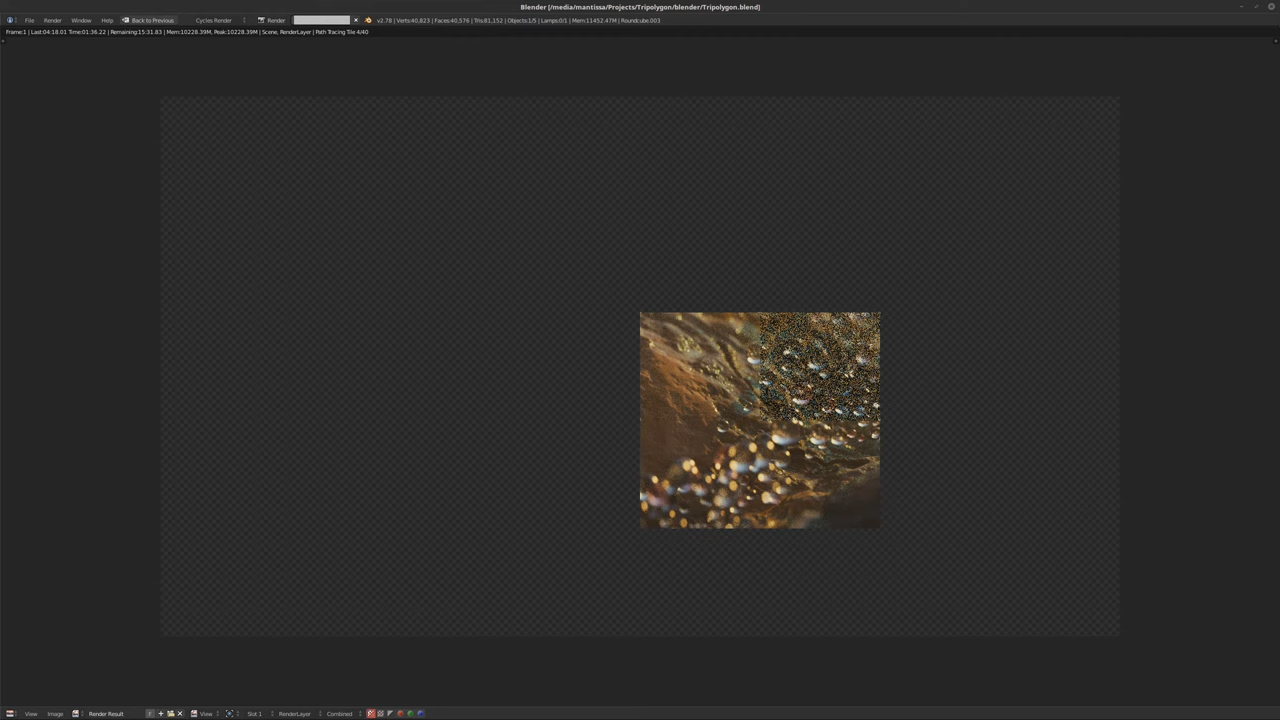 Blender [/media/mantissa/Projects/Tripolygon/blender/Tripolygon.blend]
File Render Window Help Back to Previous Cycles Render Render v2.78 | Verts:40,823 | Faces:40,576 | Tris:81,152 | Objects:1/5 | Lamps:0/1 | Mem:11452.47M | Roundcube.003
Frame:1 | Last:04:18.01 Time:01:36.22 | Remaining:15:31.83 | Mem:10228.39M, Peak:10228.39M | Scene, RenderLayer | Path Tracing Tile 4/40
View Image Render Result F View Slot 1 RenderLayer Combined